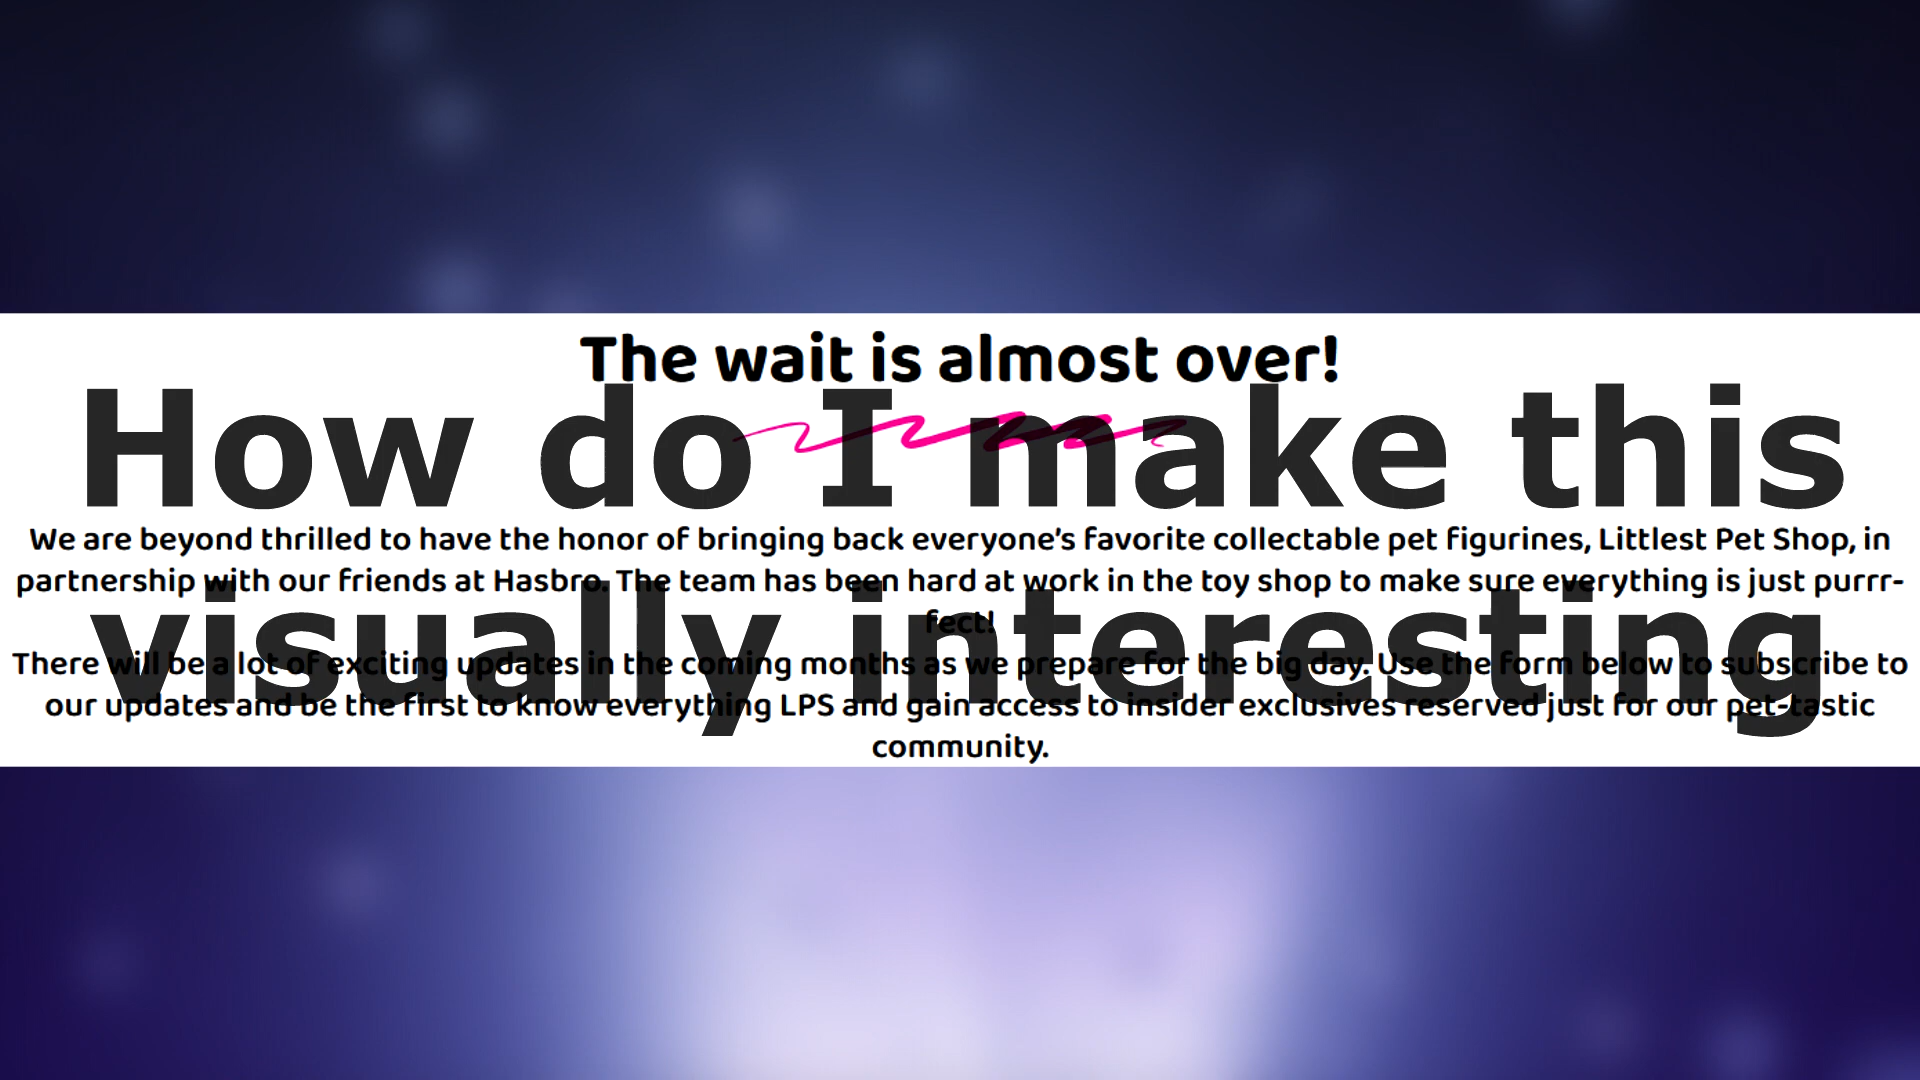 The wait is almost over!
How do I make this
We are beyond thrilled to have the honor of bringing back everyone’s favorite collectable pet figurines, Littlest Pet Shop, in
partnership with our friends at Hasbro. The team has been hard at work in the toy shop to make sure everything is just purrr-
fect!
visually interesting
There will be a lot of exciting updates in the coming months as we prepare for the big day. Use the form below to subscribe to
our updates and be the first to know everything LPS and gain access to insider exclusives reserved just for our pet-tastic
community.